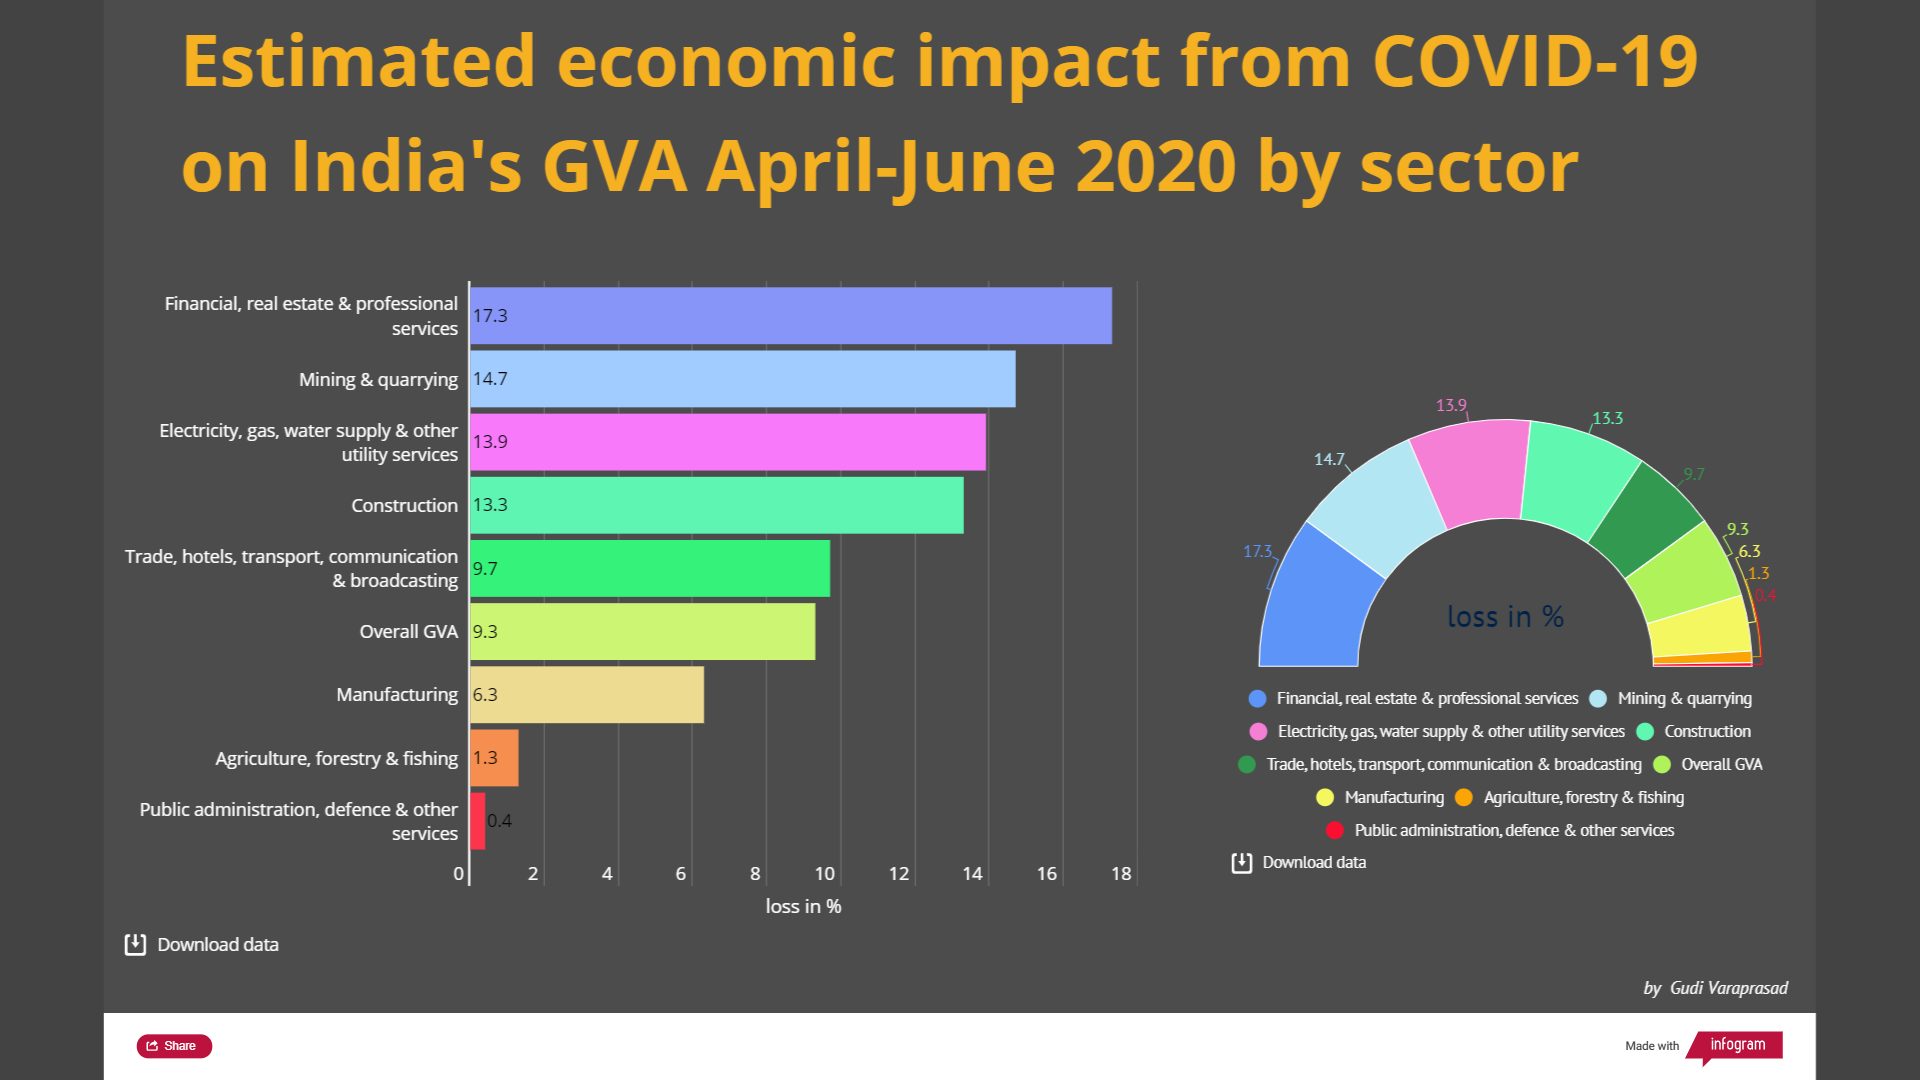 Estimated economic impact from COVID-19
on India's GVA April-June 2020 by sector
Financial, real estate & professional
services
17.3
Mining & quarrying
14.7
Electricity, gas, water supply & other
utility services
13.9
Construction
13.3
Trade, hotels, transport, communication
& broadcasting
9.7
Overall GVA
9.3
Manufacturing
6.3
Agriculture, forestry & fishing
1.3
Public administration, defence & other
services
0.4
0 2 4 6 8 10 12 14 16 18
loss in %
Download data
17.3
14.7
13.9
13.3
9.7
9.3
6.3
1.3
0.4
loss in %
Financial, real estate & professional services Mining & quarrying
Electricity, gas, water supply & other utility services Construction
Trade, hotels, transport, communication & broadcasting Overall GVA
Manufacturing Agriculture, forestry & fishing
Public administration, defence & other services
Download data
by Gudi Varaprasad
Share
Made with infogram